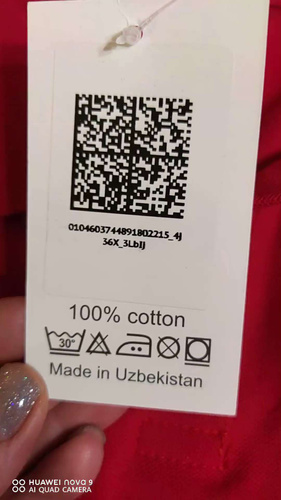 0104603744891802215_4J
36X_3LbIJ
100% cotton
30°
Made in Uzbekistan
HUAWEI nova 9
AI QUAD CAMERA